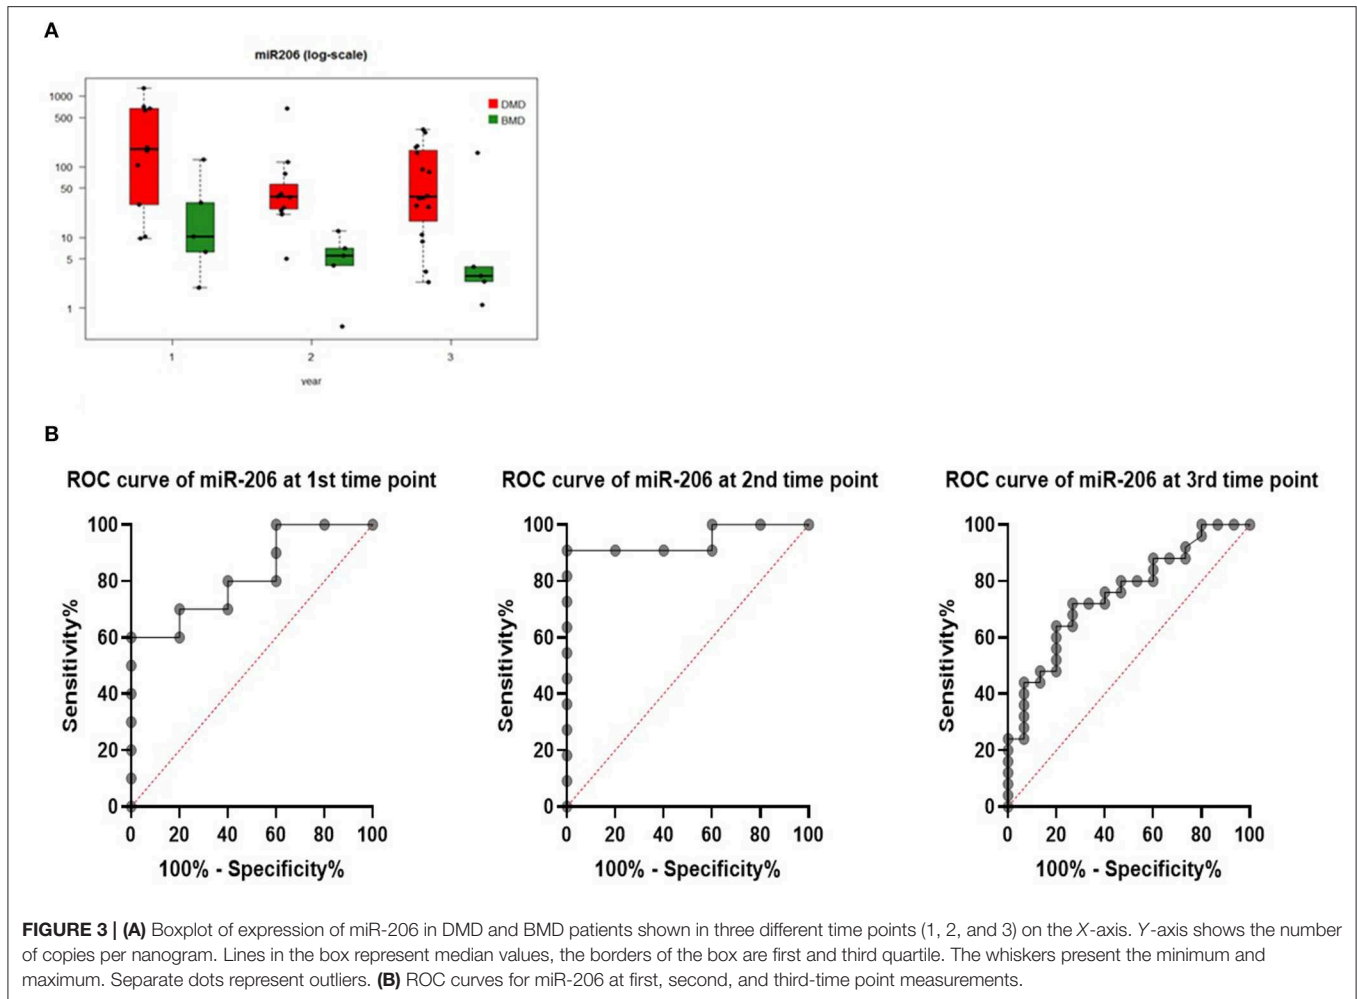 A
miR206 (log-scale)
1000
500
100
50
10
5
1
DMD
BMD
1 2 3
year
B
ROC curve of miR-206 at 1st time point
100
80
60
40
20
0
Sensitivity%
0 20 40 60 80 100
100% - Specificity%
ROC curve of miR-206 at 2nd time point
100
80
60
40
20
0
Sensitivity%
0 20 40 60 80 100
100% - Specificity%
ROC curve of miR-206 at 3rd time point
100
80
60
40
20
0
Sensitivity%
0 20 40 60 80 100
100% - Specificity%
FIGURE 3 | (A) Boxplot of expression of miR-206 in DMD and BMD patients shown in three different time points (1, 2, and 3) on the X-axis. Y-axis shows the number
of copies per nanogram. Lines in the box represent median values, the borders of the box are first and third quartile. The whiskers present the minimum and
maximum. Separate dots represent outliers. (B) ROC curves for miR-206 at first, second, and third-time point measurements.